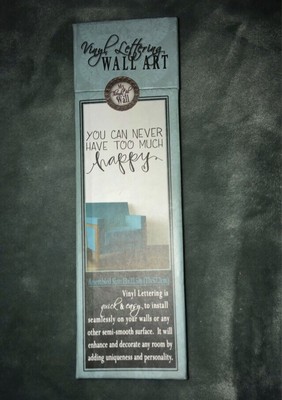 Vinyl Lettering
WALL ART
Wall
YOU CAN NEVER
HAVE TOO MUCH
happy
Vinyl Lettering is
quick & easy, to install
seamlessly on your walls or any
other semi-smooth surface. It will
enhance and decorate any room by
adding uniqueness and personality.